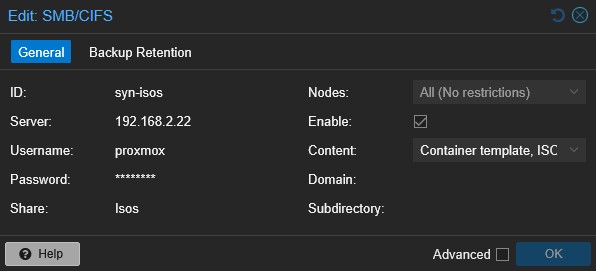 Edit: SMB/CIFS
General Backup Retention
ID: syn-isos Nodes: All (No restrictions)
Server: 192.168.2.22 Enable:
Username: proxmox Content: Container template, ISO
Password: ******** Domain:
Share: Isos Subdirectory:
Help Advanced OK